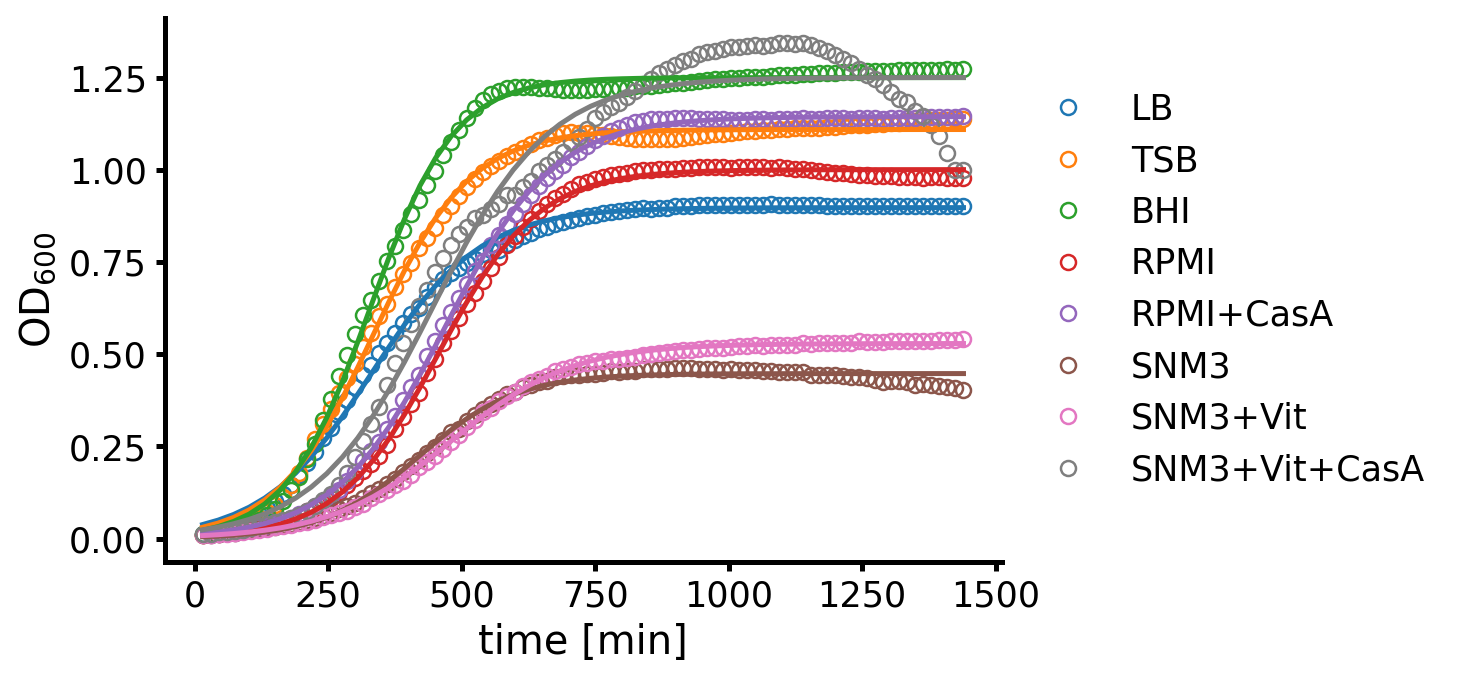 OD600
1.25
1.00
0.75
0.50
0.25
0.00
0 250 500 750 1000 1250 1500
time [min]
LB
TSB
BHI
RPMI
RPMI+CasA
SNM3
SNM3+Vit
SNM3+Vit+CasA